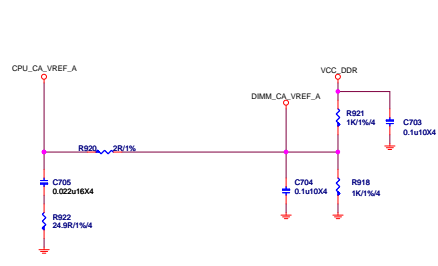 CPU_CA_VREF_A
VCC_DDR
DIMM_CA_VREF_A
R921
1K/1%/4
C703
0.1u10X4
R920
2R/1%
C705
0.022u16X4
C704
0.1u10X4
R918
1K/1%/4
R922
24.9R/1%/4